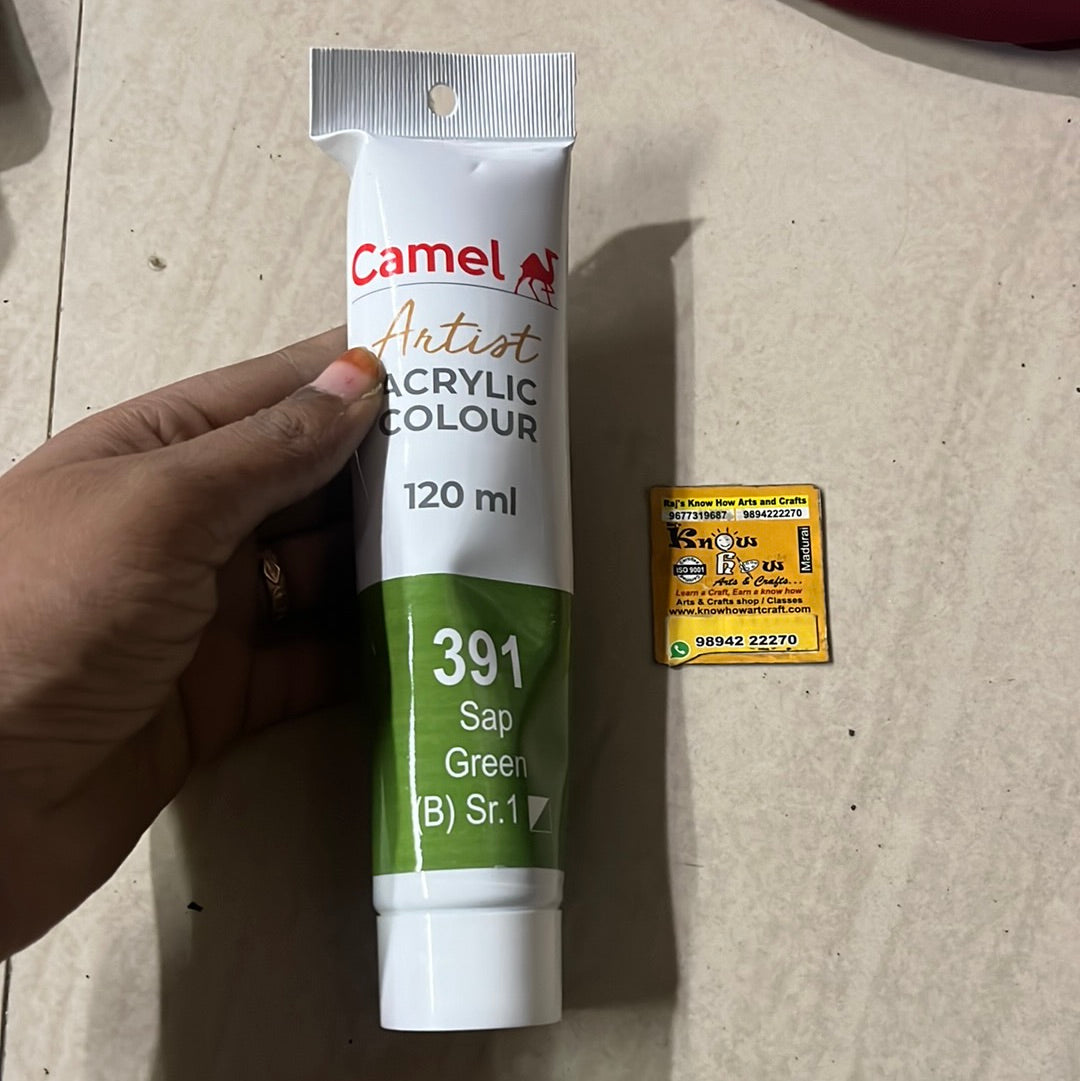 Camel
Artist
ACRYLIC
COLOUR
120 ml
391
Sap
Green
(B) Sr.1
Raj's Know How Arts and Crafts
9677319687 9894222270
Know
How
Madurai
ISO 9001
Arts & Crafts...
Learn a Craft, Earn a know how
Arts & Crafts shop / Classes
www.knowhowartcraft.com
98942 22270